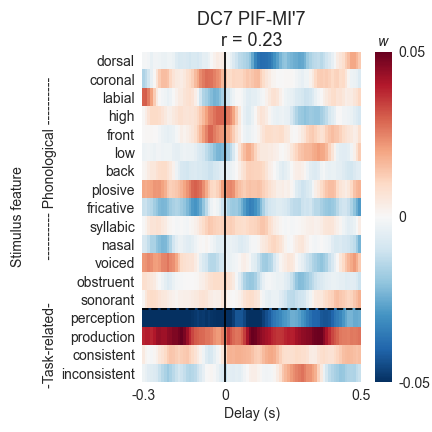 DC7 PIF-MI'7
r = 0.23
w
dorsal
coronal
labial
high
front
low
back
plosive
fricative
syllabic
nasal
voiced
obstruent
sonorant
perception
production
consistent
inconsistent
Stimulus feature
---------- Phonological ----------
-Task-related-
0.05
0
-0.05
-0.3
0
0.5
Delay (s)